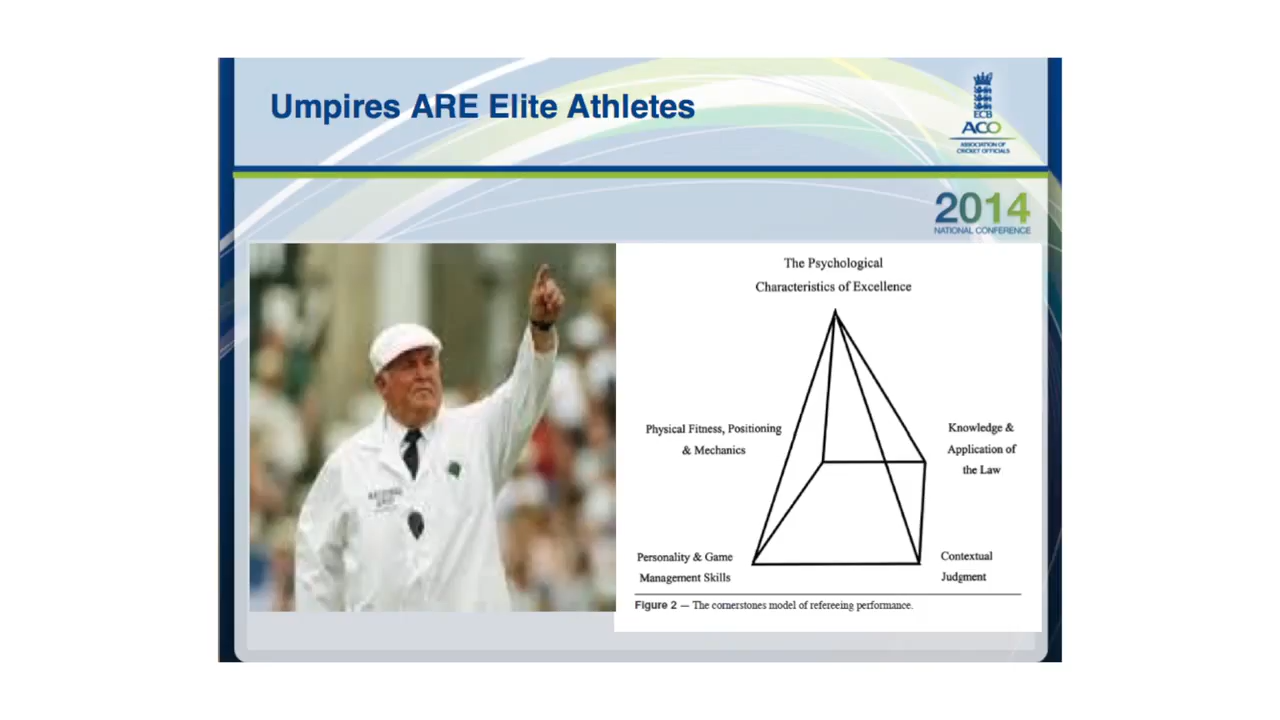 Umpires ARE Elite Athletes
ECB
ACO
ASSOCIATION OF
CRICKET OFFICIALS
2014
NATIONAL CONFERENCE
The Psychological
Characteristics of Excellence
Physical Fitness, Positioning
& Mechanics
Knowledge &
Application of
the Law
Personality & Game
Management Skills
Contextual
Judgment
Figure 2 — The cornerstones model of refereeing performance.